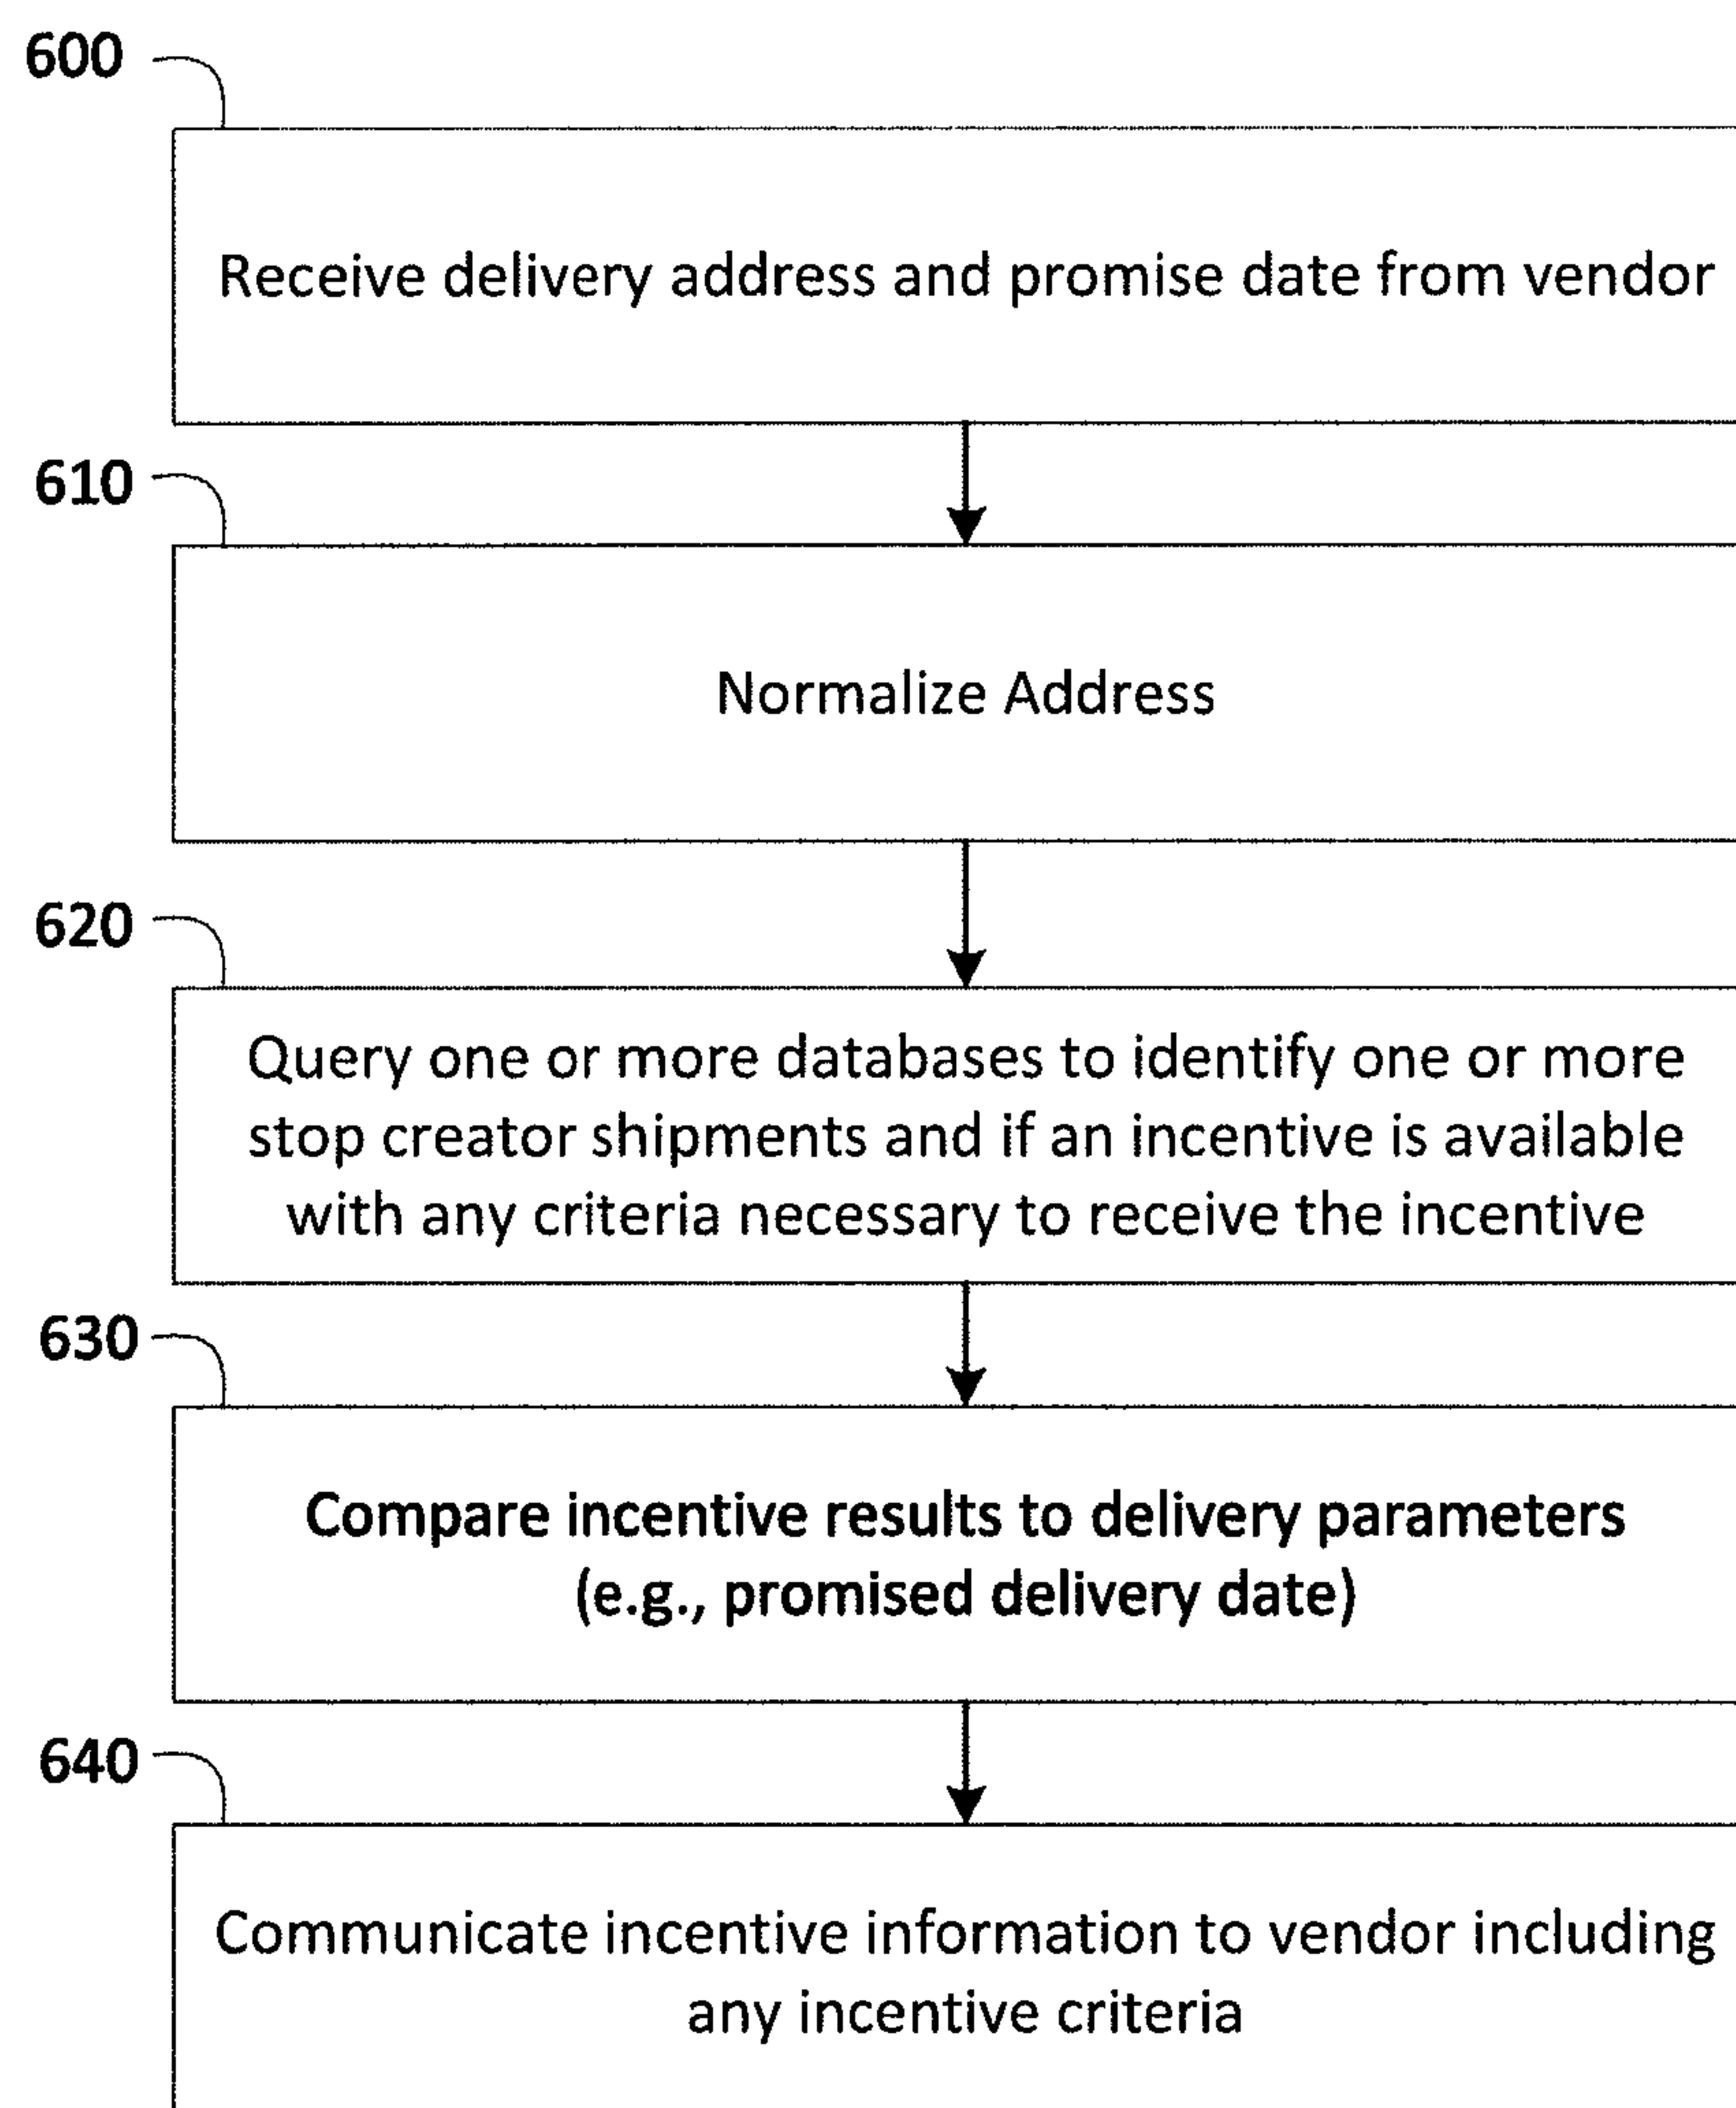 600
Receive delivery address and promise date from vendor
610
Normalize Address
620
Query one or more databases to identify one or more
stop creator shipments and if an incentive is available
with any criteria necessary to receive the incentive
630
Compare incentive results to delivery parameters
(e.g., promised delivery date)
640
Communicate incentive information to vendor including
any incentive criteria